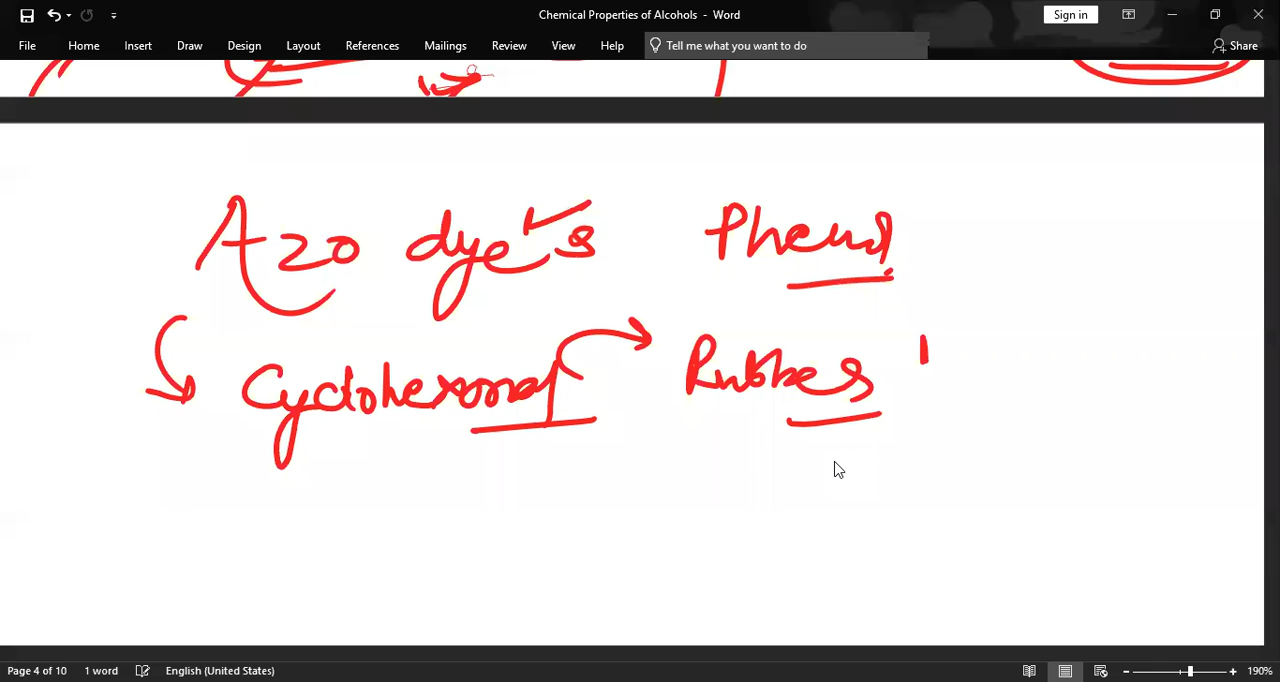 Chemical Properties of Alcohols - Word
Sign in
File Home Insert Draw Design Layout References Mailings Review View Help Tell me what you want to do Share
Azo dye's Phenol
Cyclohexanol Rubber
Page 4 of 10 1 word English (United States) 190%